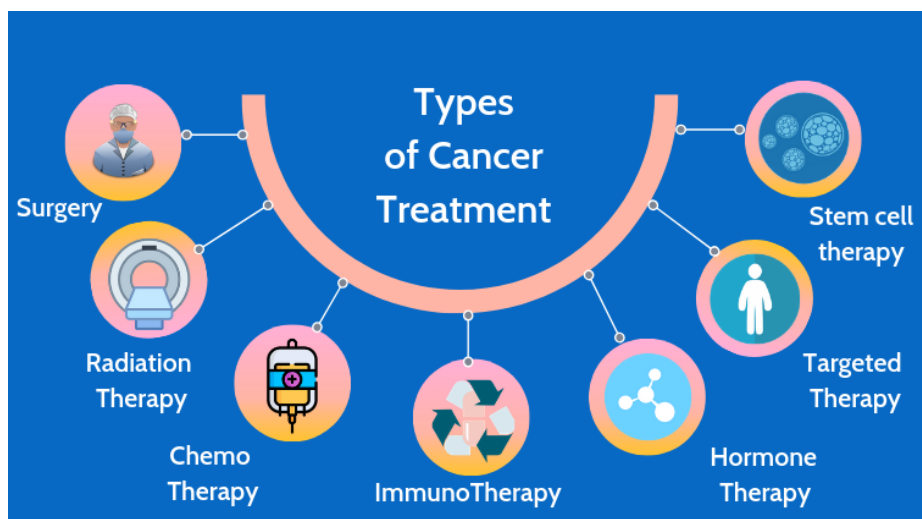 Types
of Cancer
Treatment
Surgery
Radiation
Therapy
Chemo
Therapy
ImmunoTherapy
Hormone
Therapy
Targeted
Therapy
Stem cell
therapy